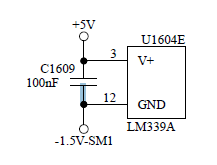 +5V
U1604E
3
V+
C1609
100nF
12
GND
LM339A
-1.5V-SM1